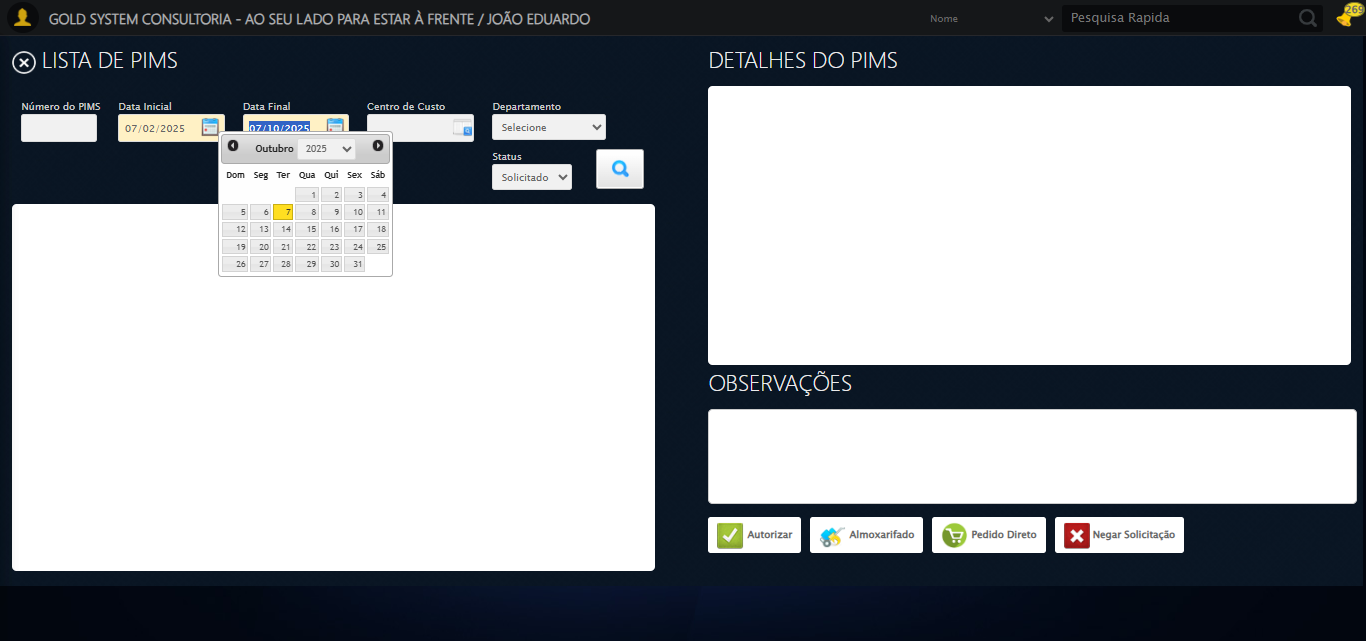 GOLD SYSTEM CONSULTORIA - AO SEU LADO PARA ESTAR À FRENTE / JOÃO EDUARDO
Nome
Pesquisa Rapida
269
LISTA DE PIMS
Número do PIMS
Data Inicial
Data Final
Centro de Custo
Departamento
07/02/2025
07/10/2025
Selecione
Status
Solicitado
Outubro 2025
Dom Seg Ter Qua Qui Sex Sáb
1 2 3 4
5 6 7 8 9 10 11
12 13 14 15 16 17 18
19 20 21 22 23 24 25
26 27 28 29 30 31
DETALHES DO PIMS
OBSERVAÇÕES
Autorizar
Almoxarifado
Pedido Direto
Negar Solicitação